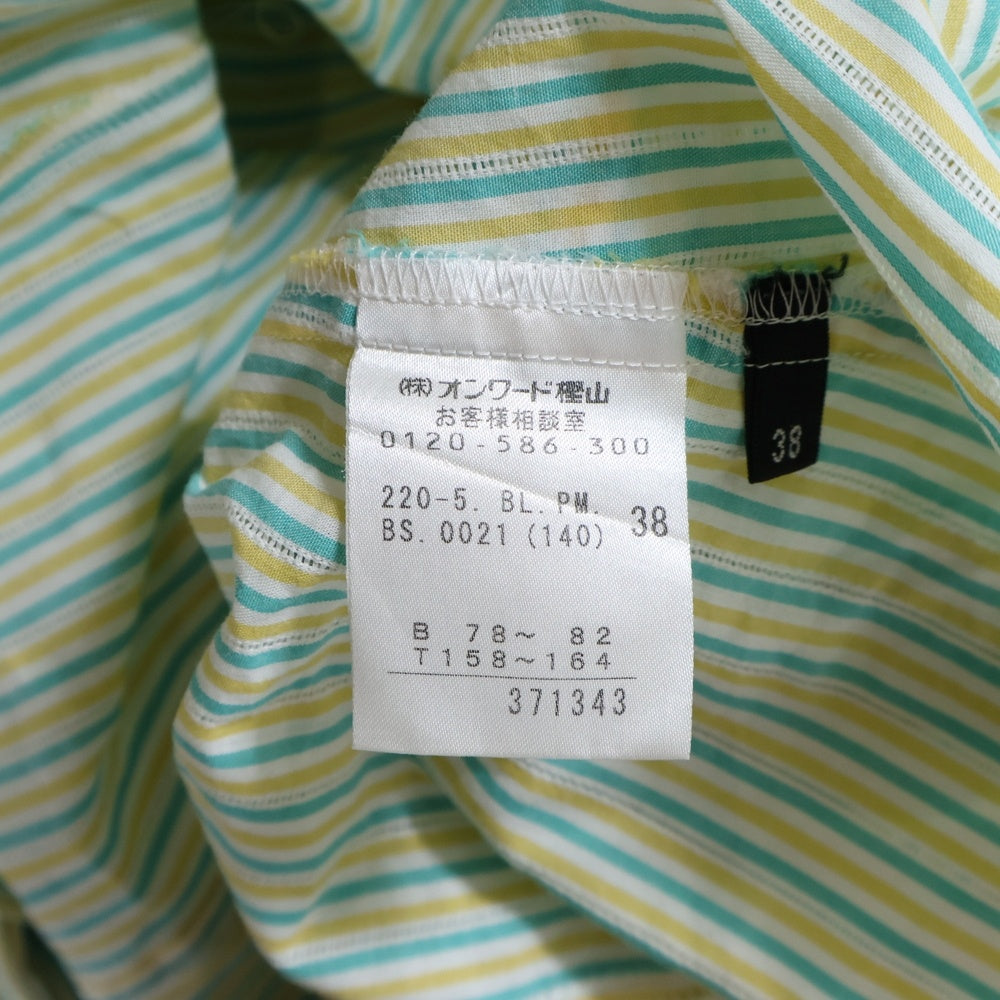 (株)オンワード樫山
お客様相談室
0120-586-300
220-5. BL.PM.
BS.0021(140) 38
B 78～ 82
T158～164
371343
38